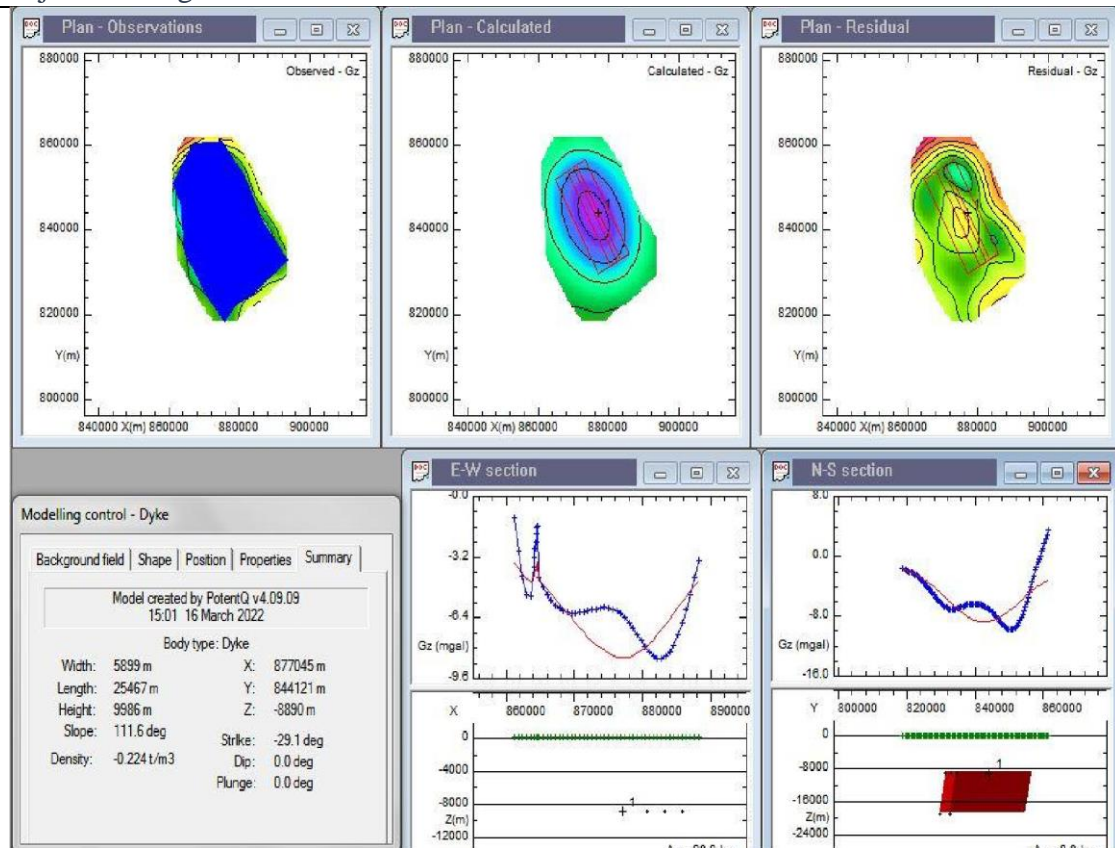 Plan - Observations
Observed - Gz
880000
860000
840000
820000
Y(m)
800000
840000 X(m) 860000 880000 900000
Plan - Calculated
Calculated - Gz
880000
860000
840000
820000
Y(m)
800000
840000 X(m) 860000 880000 900000
Plan - Residual
Residual - Gz
880000
860000
840000
820000
Y(m)
800000
840000 X(m) 860000 880000 900000
Modelling control - Dyke
Background field Shape Position Properties Summary
Model created by PotentQ v4.09.09
15:01 16 March 2022
Body type: Dyke
Width: 5899 m X: 877045 m
Length: 25467 m Y: 844121 m
Height: 9986 m Z: -8890 m
Slope: 111.6 deg
Strike: -29.1 deg
Density: -0.224 t/m3
Dip: 0.0 deg
Plunge: 0.0 deg
E-W section
-0.0
-3.2
-6.4
Gz (mgal)
-9.6
X 860000 870000 880000 890000
0
-4000
-8000
1
Z(m)
-12000
N-S section
8.0
0.0
-8.0
Gz (mgal)
-16.0
Y 800000 820000 840000 860000
0
1
-8000
-16000
Z(m)
-24000